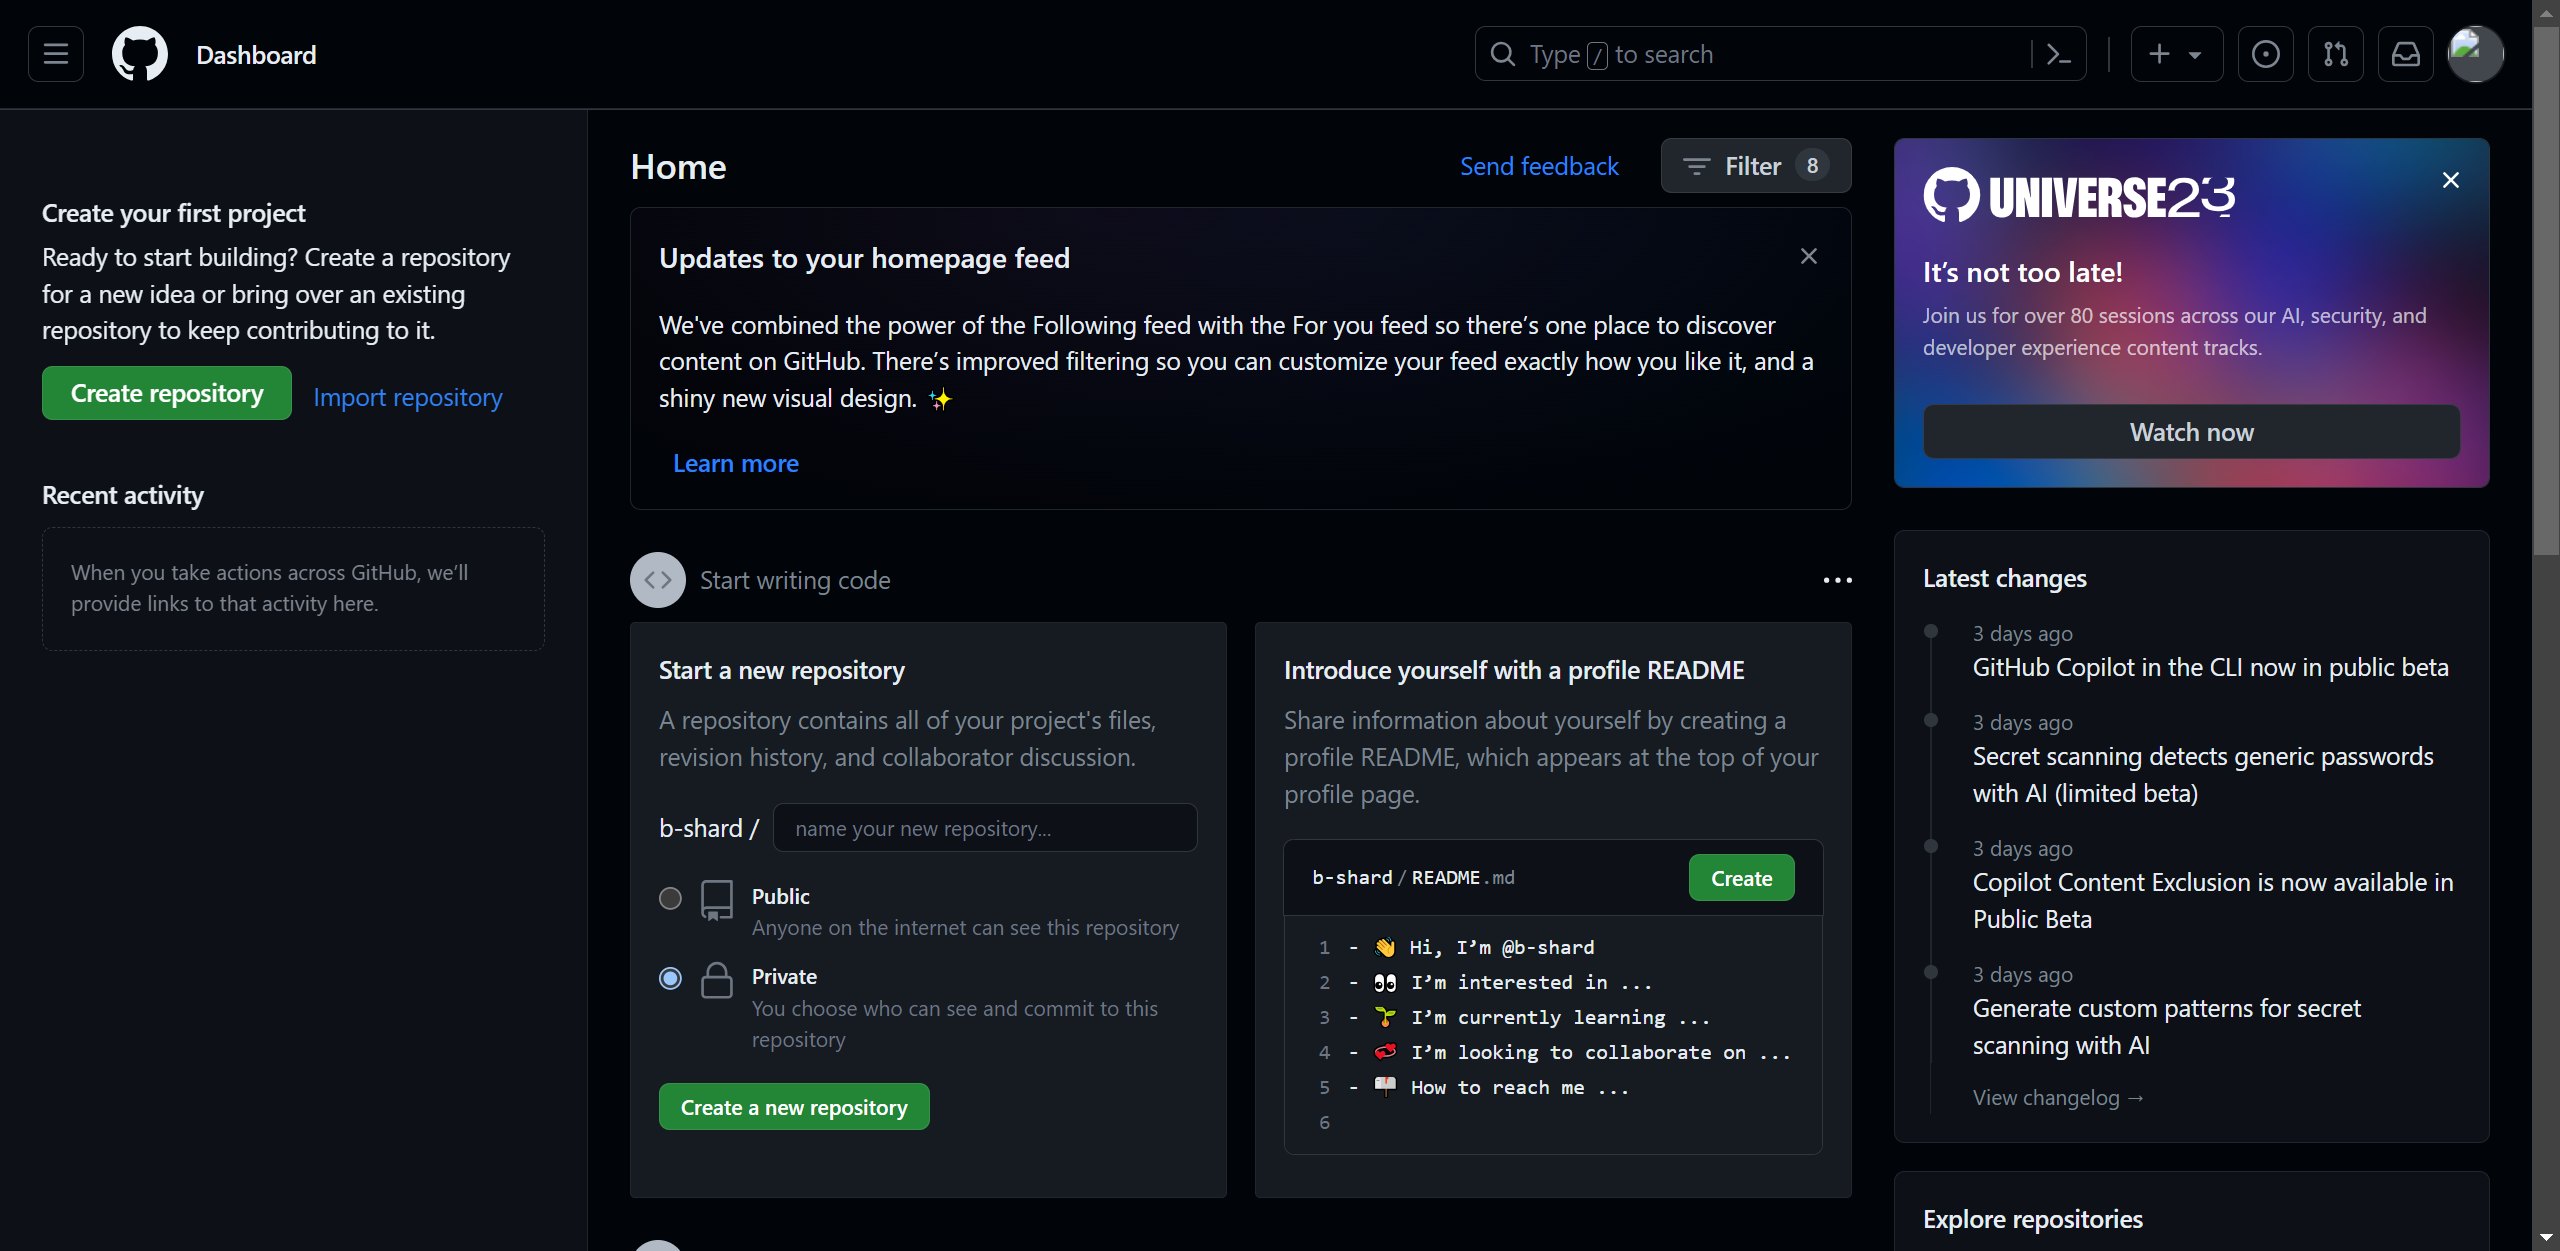 Dashboard
Type / to search
Create your first project
Ready to start building? Create a repository
for a new idea or bring over an existing
repository to keep contributing to it.
Create repository
Import repository
Recent activity
When you take actions across GitHub, we’ll
provide links to that activity here.
Home
Send feedback
Filter 8
Updates to your homepage feed
We've combined the power of the Following feed with the For you feed so there’s one place to discover
content on GitHub. There’s improved filtering so you can customize your feed exactly how you like it, and a
shiny new visual design. ✨
Learn more
Start writing code
Start a new repository
A repository contains all of your project's files,
revision history, and collaborator discussion.
b-shard /
name your new repository...
Public
Anyone on the internet can see this repository
Private
You choose who can see and commit to this
repository
Create a new repository
Introduce yourself with a profile README
Share information about yourself by creating a
profile README, which appears at the top of your
profile page.
b-shard / README.md
Create
1 - 👋 Hi, I’m @b-shard
2 - 👀 I’m interested in ...
3 - 🌱 I’m currently learning ...
4 - 💞️ I’m looking to collaborate on ...
5 - 📫 How to reach me ...
6
UNIVERSE23
It’s not too late!
Join us for over 80 sessions across our AI, security, and
developer experience content tracks.
Watch now
Latest changes
3 days ago
GitHub Copilot in the CLI now in public beta
3 days ago
Secret scanning detects generic passwords
with AI (limited beta)
3 days ago
Copilot Content Exclusion is now available in
Public Beta
3 days ago
Generate custom patterns for secret
scanning with AI
View changelog →
Explore repositories